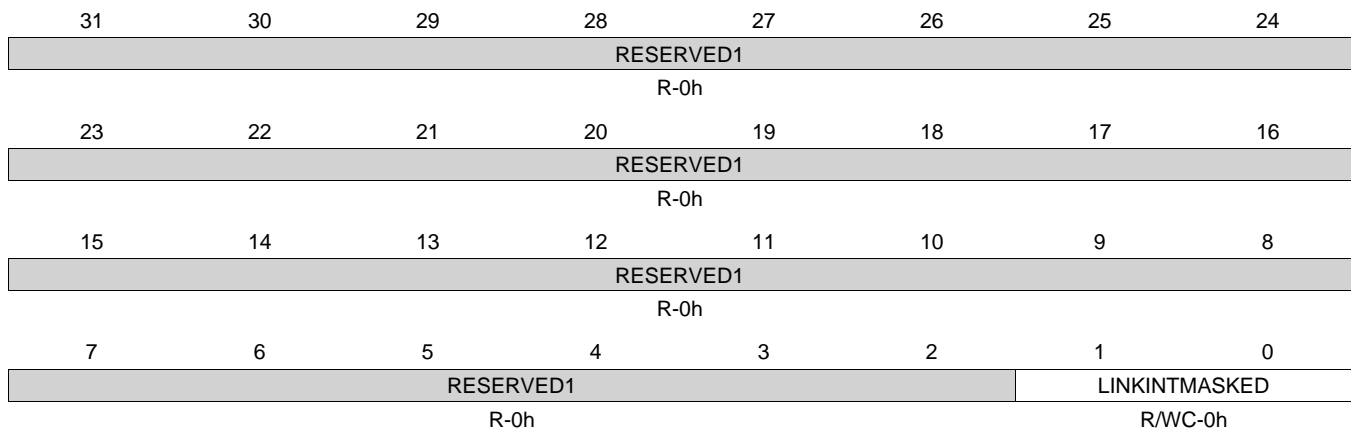 31 30 29 28 27 26 25 24
RESERVED1
R-0h
23 22 21 20 19 18 17 16
RESERVED1
R-0h
15 14 13 12 11 10 9 8
RESERVED1
R-0h
7 6 5 4 3 2 1 0
RESERVED1 LINKINTMASKED
R-0h R/WC-0h